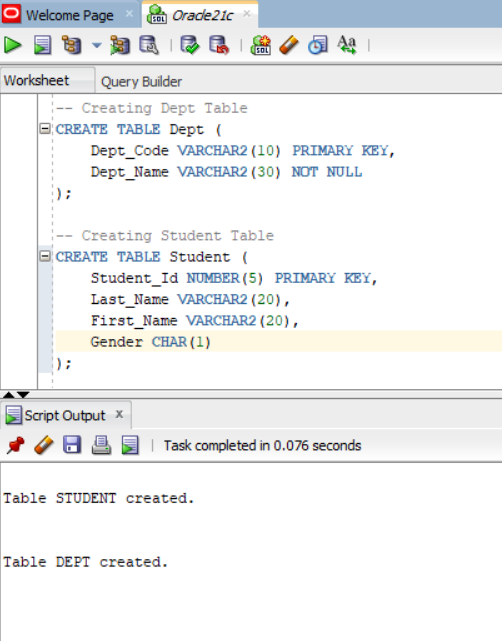 Welcome Page
Oracle21c
Worksheet
Query Builder
-- Creating Dept Table
CREATE TABLE Dept (
Dept_Code VARCHAR2(10) PRIMARY KEY,
Dept_Name VARCHAR2(30) NOT NULL
);
-- Creating Student Table
CREATE TABLE Student (
Student_Id NUMBER(5) PRIMARY KEY,
Last_Name VARCHAR2(20),
First_Name VARCHAR2(20),
Gender CHAR(1)
);
Script Output x
Task completed in 0.076 seconds
Table STUDENT created.
Table DEPT created.